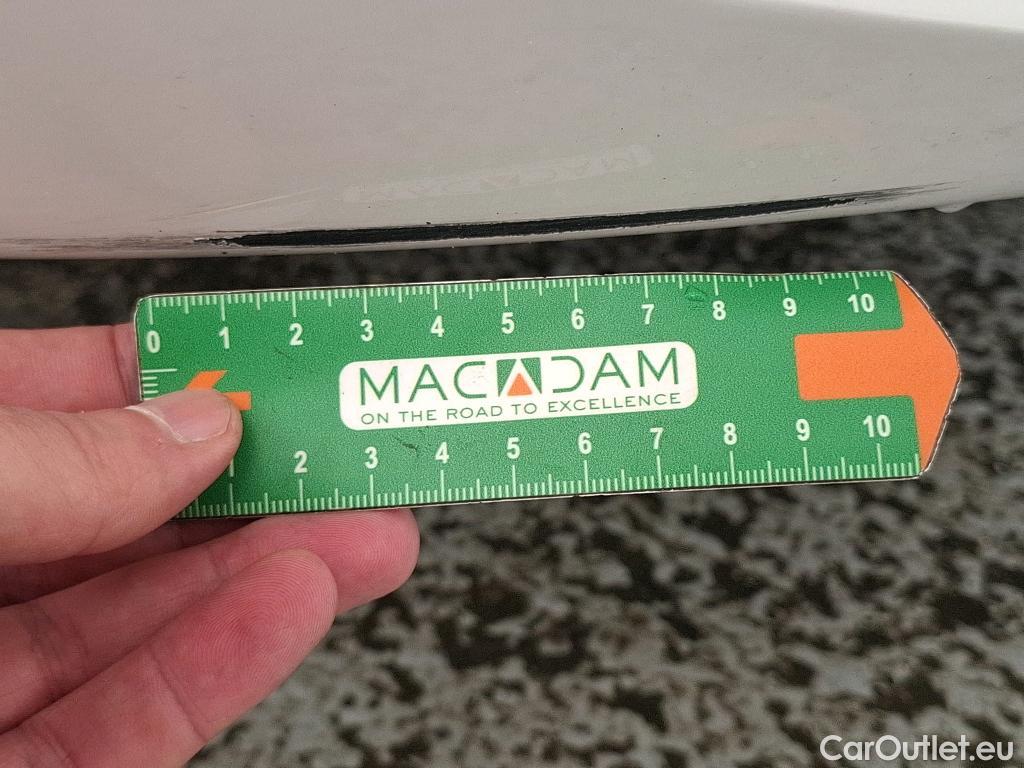 0 1 2 3 4 5 6 7 8 9 10
MACADAM
ON THE ROAD TO EXCELLENCE
1 2 3 4 5 6 7 8 9 10
CarOutlet.eu